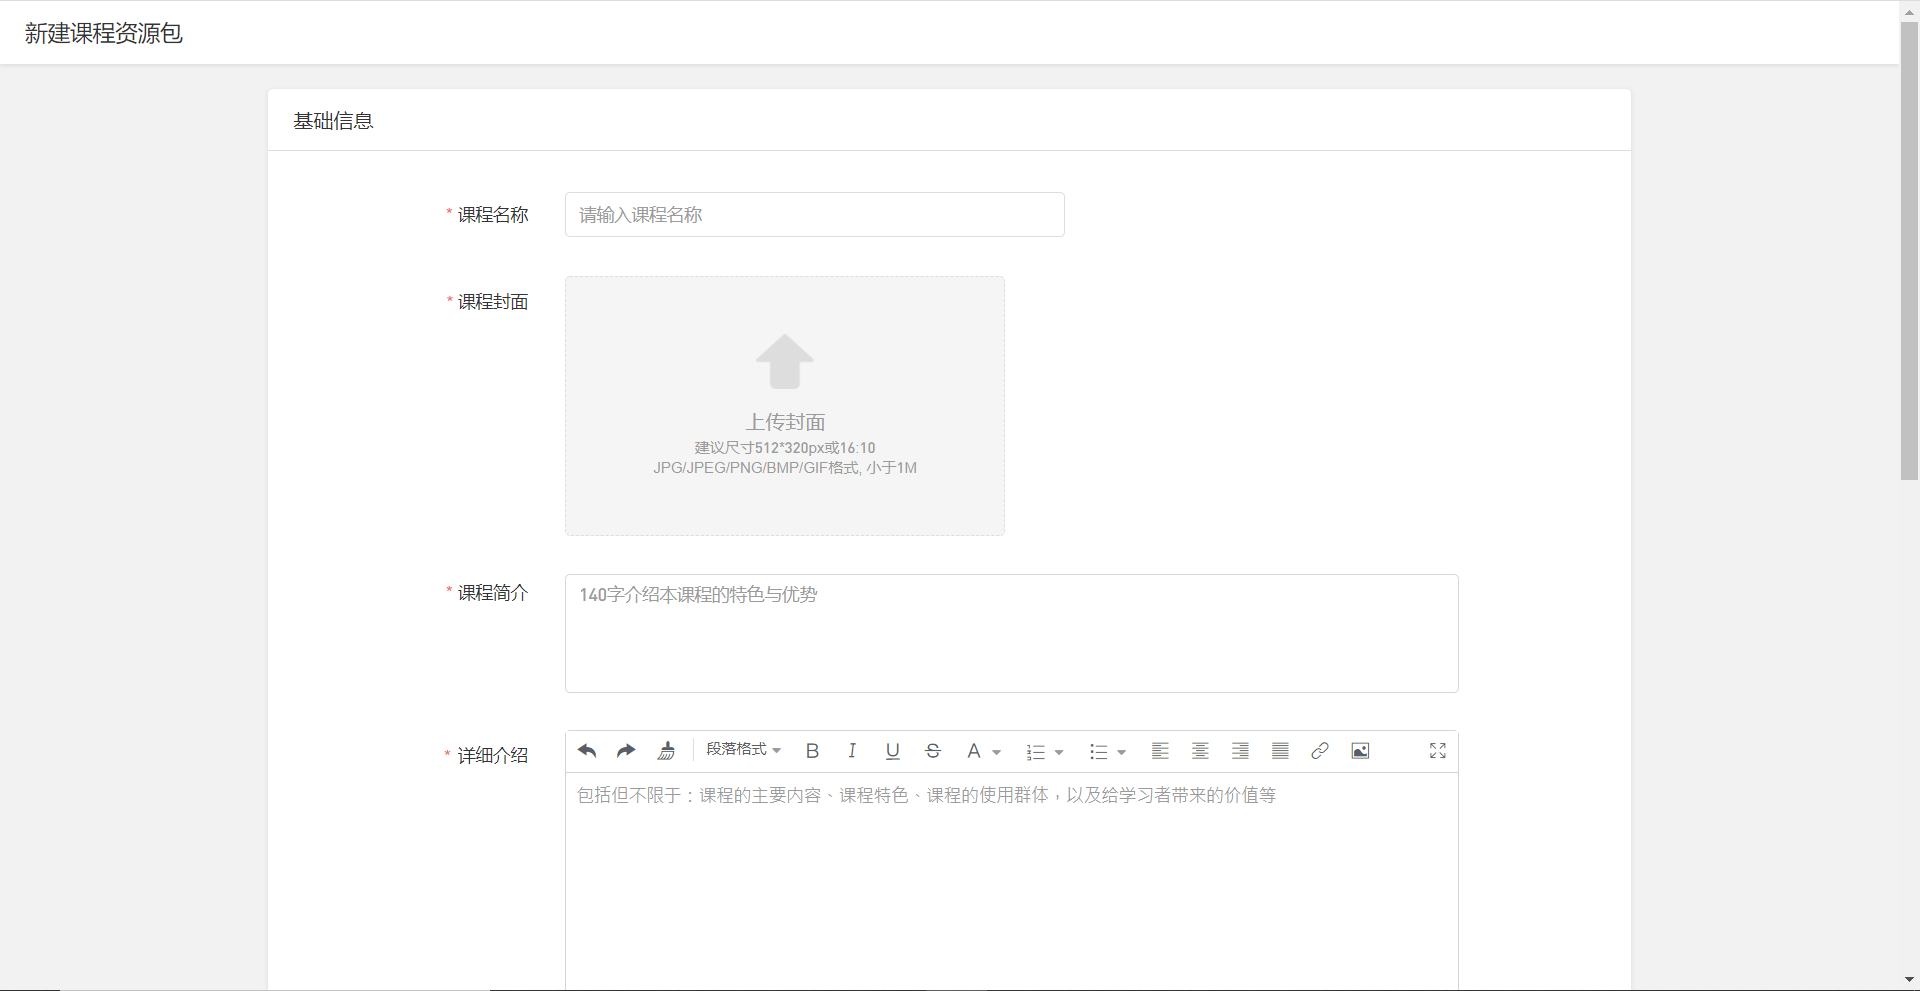 新建课程资源包
基础信息
* 课程名称
请输入课程名称
* 课程封面
上传封面
建议尺寸512*320px或16:10
JPG/JPEG/PNG/BMP/GIF格式, 小于1M
* 课程简介
140字介绍本课程的特色与优势
* 详细介绍
段落格式 B I U S A
包括但不限于：课程的主要内容、课程特色、课程的使用群体，以及给学习者带来的价值等